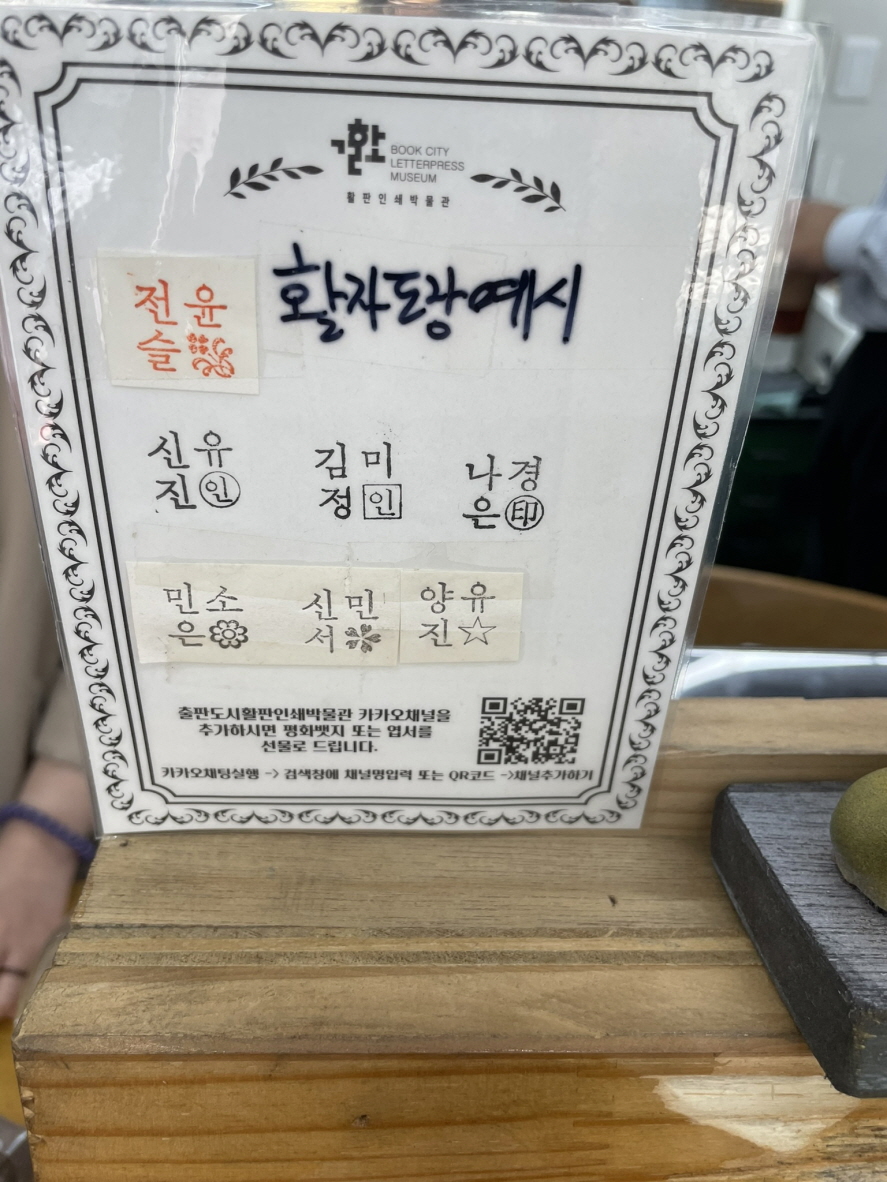 활
BOOK CITY
LETTERPRESS
MUSEUM
활판인쇄박물관
활자도장예시
전윤
슬
신유
진 인
김미
정 인
나경
은 印
민소
은
신민
서
양유
진☆
출판도시활판인쇄박물관 카카오채널을
추가하시면 평화뱃지 또는 엽서를
선물로 드립니다.
카카오채팅실행 -> 검색창에 채널명입력 또는 QR코드 ->채널추가하기